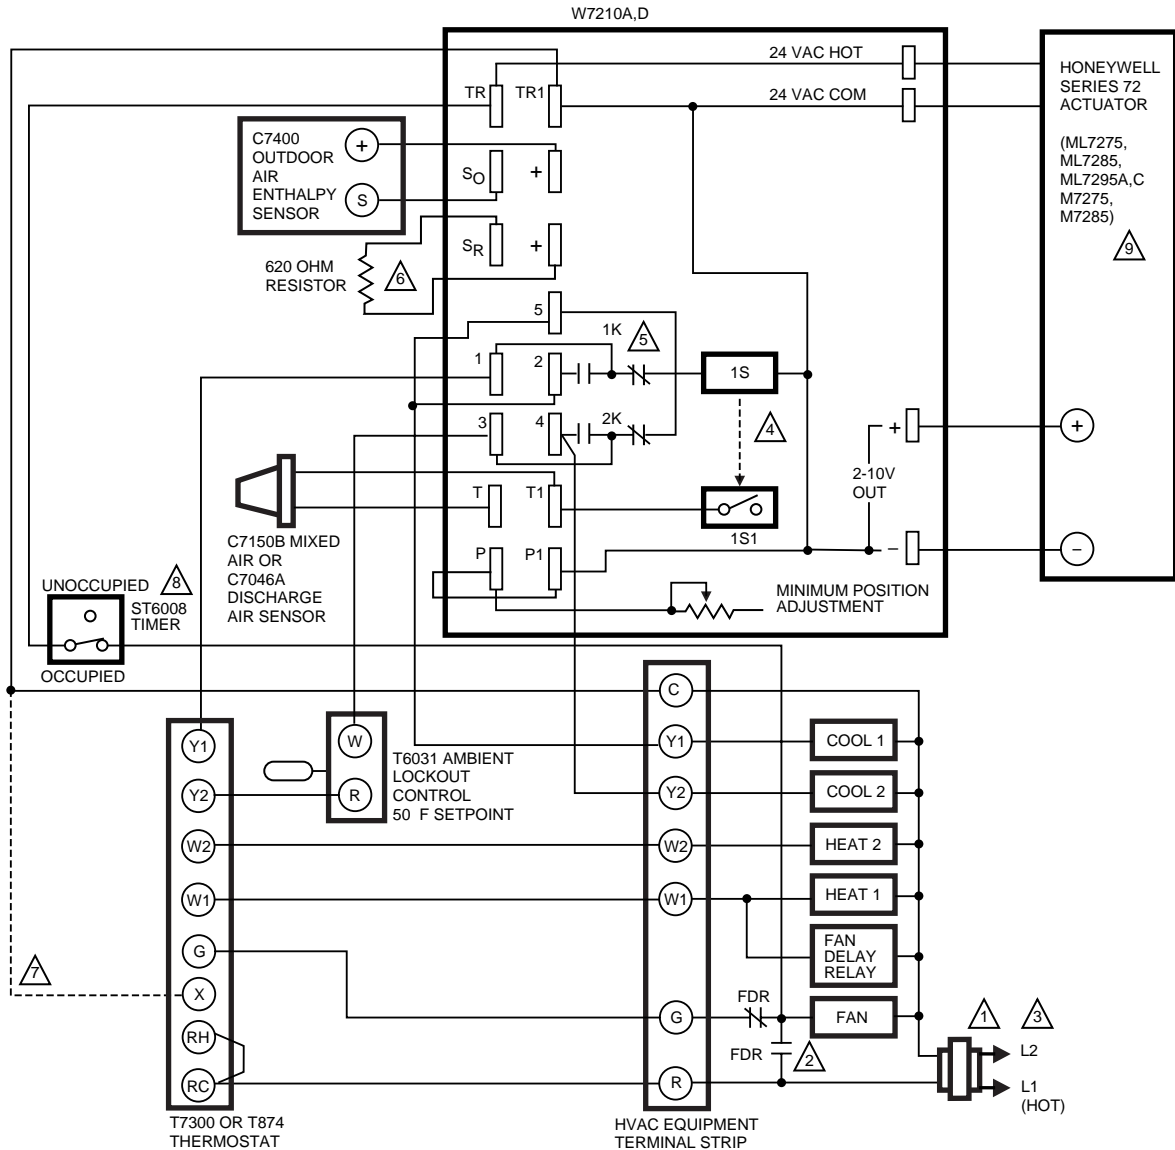 W7210A,D
24 VAC HOT
24 VAC COM
TR
TR1
HONEYWELL
SERIES 72
ACTUATOR
(ML7275,
ML7285,
ML7295A,C
M7275,
M7285)
9
C7400
OUTDOOR
AIR
ENTHALPY
SENSOR
+
S
SO
+
SR
+
620 OHM
RESISTOR
6
5
1K
5
1
2
1S
3
4
2K
4
+
+
2-10V
OUT
T
T1
1S1
C7150B MIXED
AIR OR
C7046A
DISCHARGE
AIR SENSOR
P
P1
−
−
MINIMUM POSITION
ADJUSTMENT
UNOCCUPIED
8
ST6008
TIMER
OCCUPIED
C
Y1
W
T6031 AMBIENT
LOCKOUT
CONTROL
50 F SETPOINT
Y1
COOL 1
Y2
R
Y2
COOL 2
W2
W2
HEAT 2
W1
W1
HEAT 1
G
FAN
DELAY
RELAY
7
X
FDR
G
FAN
1
3
RH
FDR
2
L2
RC
R
L1
(HOT)
T7300 OR T874
THERMOSTAT
HVAC EQUIPMENT
TERMINAL STRIP